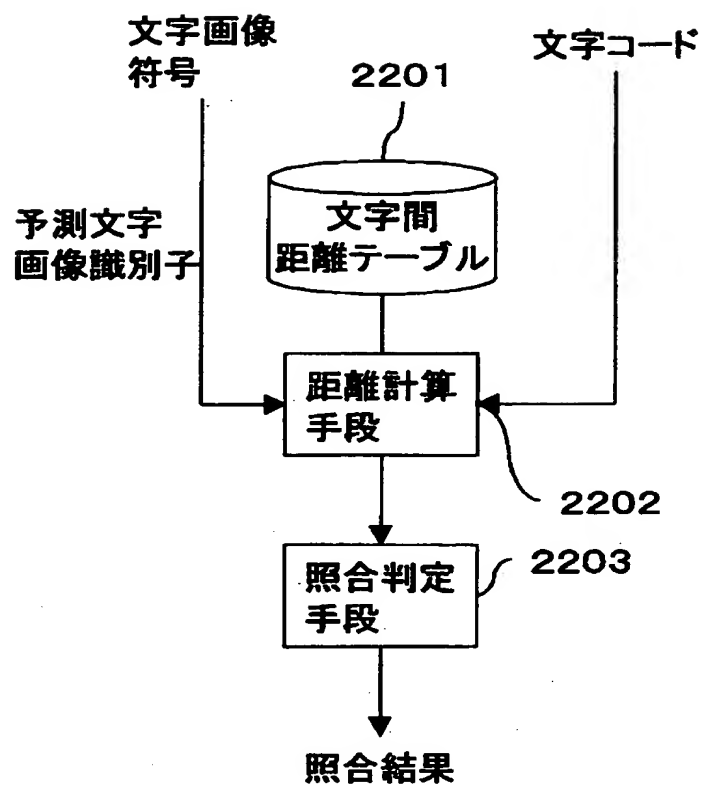 文字画像
符号
2201
文字コード
文字間
距離テーブル
予測文字
画像識別子
距離計算
手段
2202
照合判定
手段
2203
照合結果